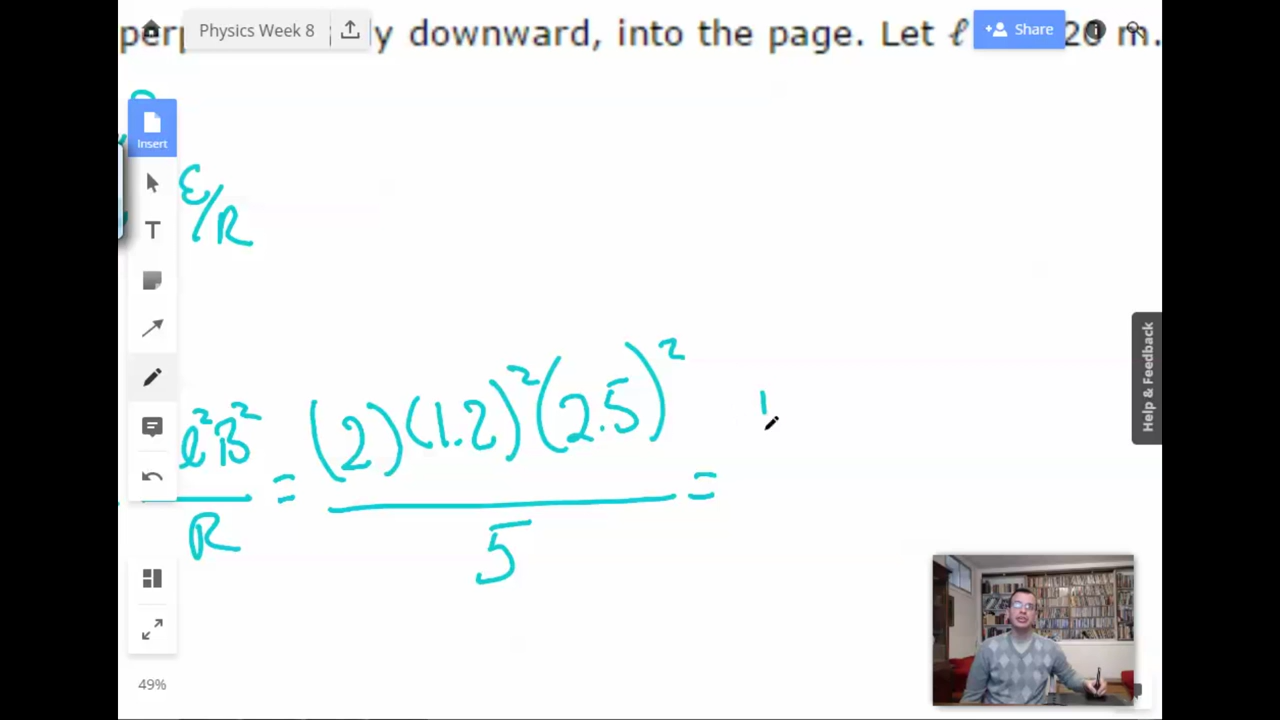 perp y downward, into the page. Let ℓ 20 m.
Physics Week 8
Share
Insert
T
ε/R
ℓ²B² / R = (2)(1.2)²(2.5)² / 5 =
Help & Feedback
49%